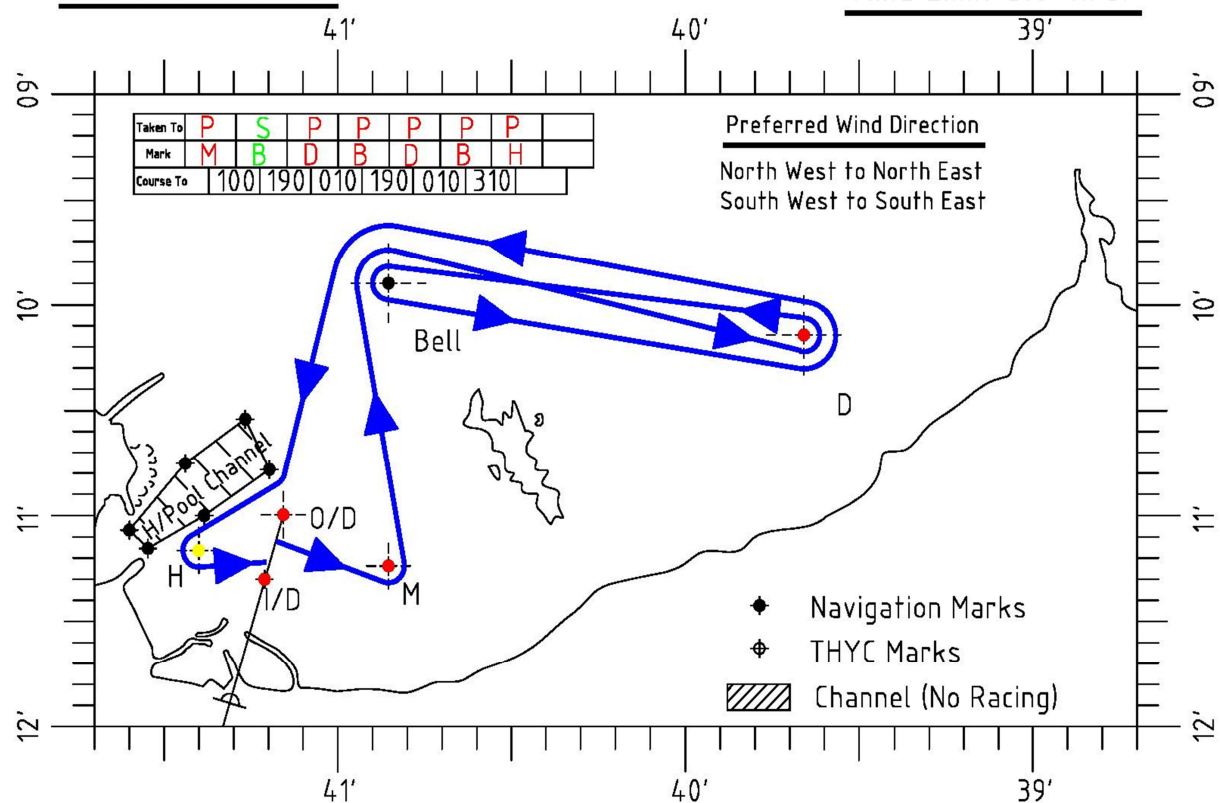 41' 40' 39'
09' 09'
Taken To P S P P P P P
Mark M B D B D B H
Course To 100 190 010 190 010 310
Preferred Wind Direction
North West to North East
South West to South East
10' 10'
Bell
D
H/Pool Channel
11' 11'
O/D
H
I/D
M
Navigation Marks
THYC Marks
Channel (No Racing)
12' 12'
41' 40' 39'